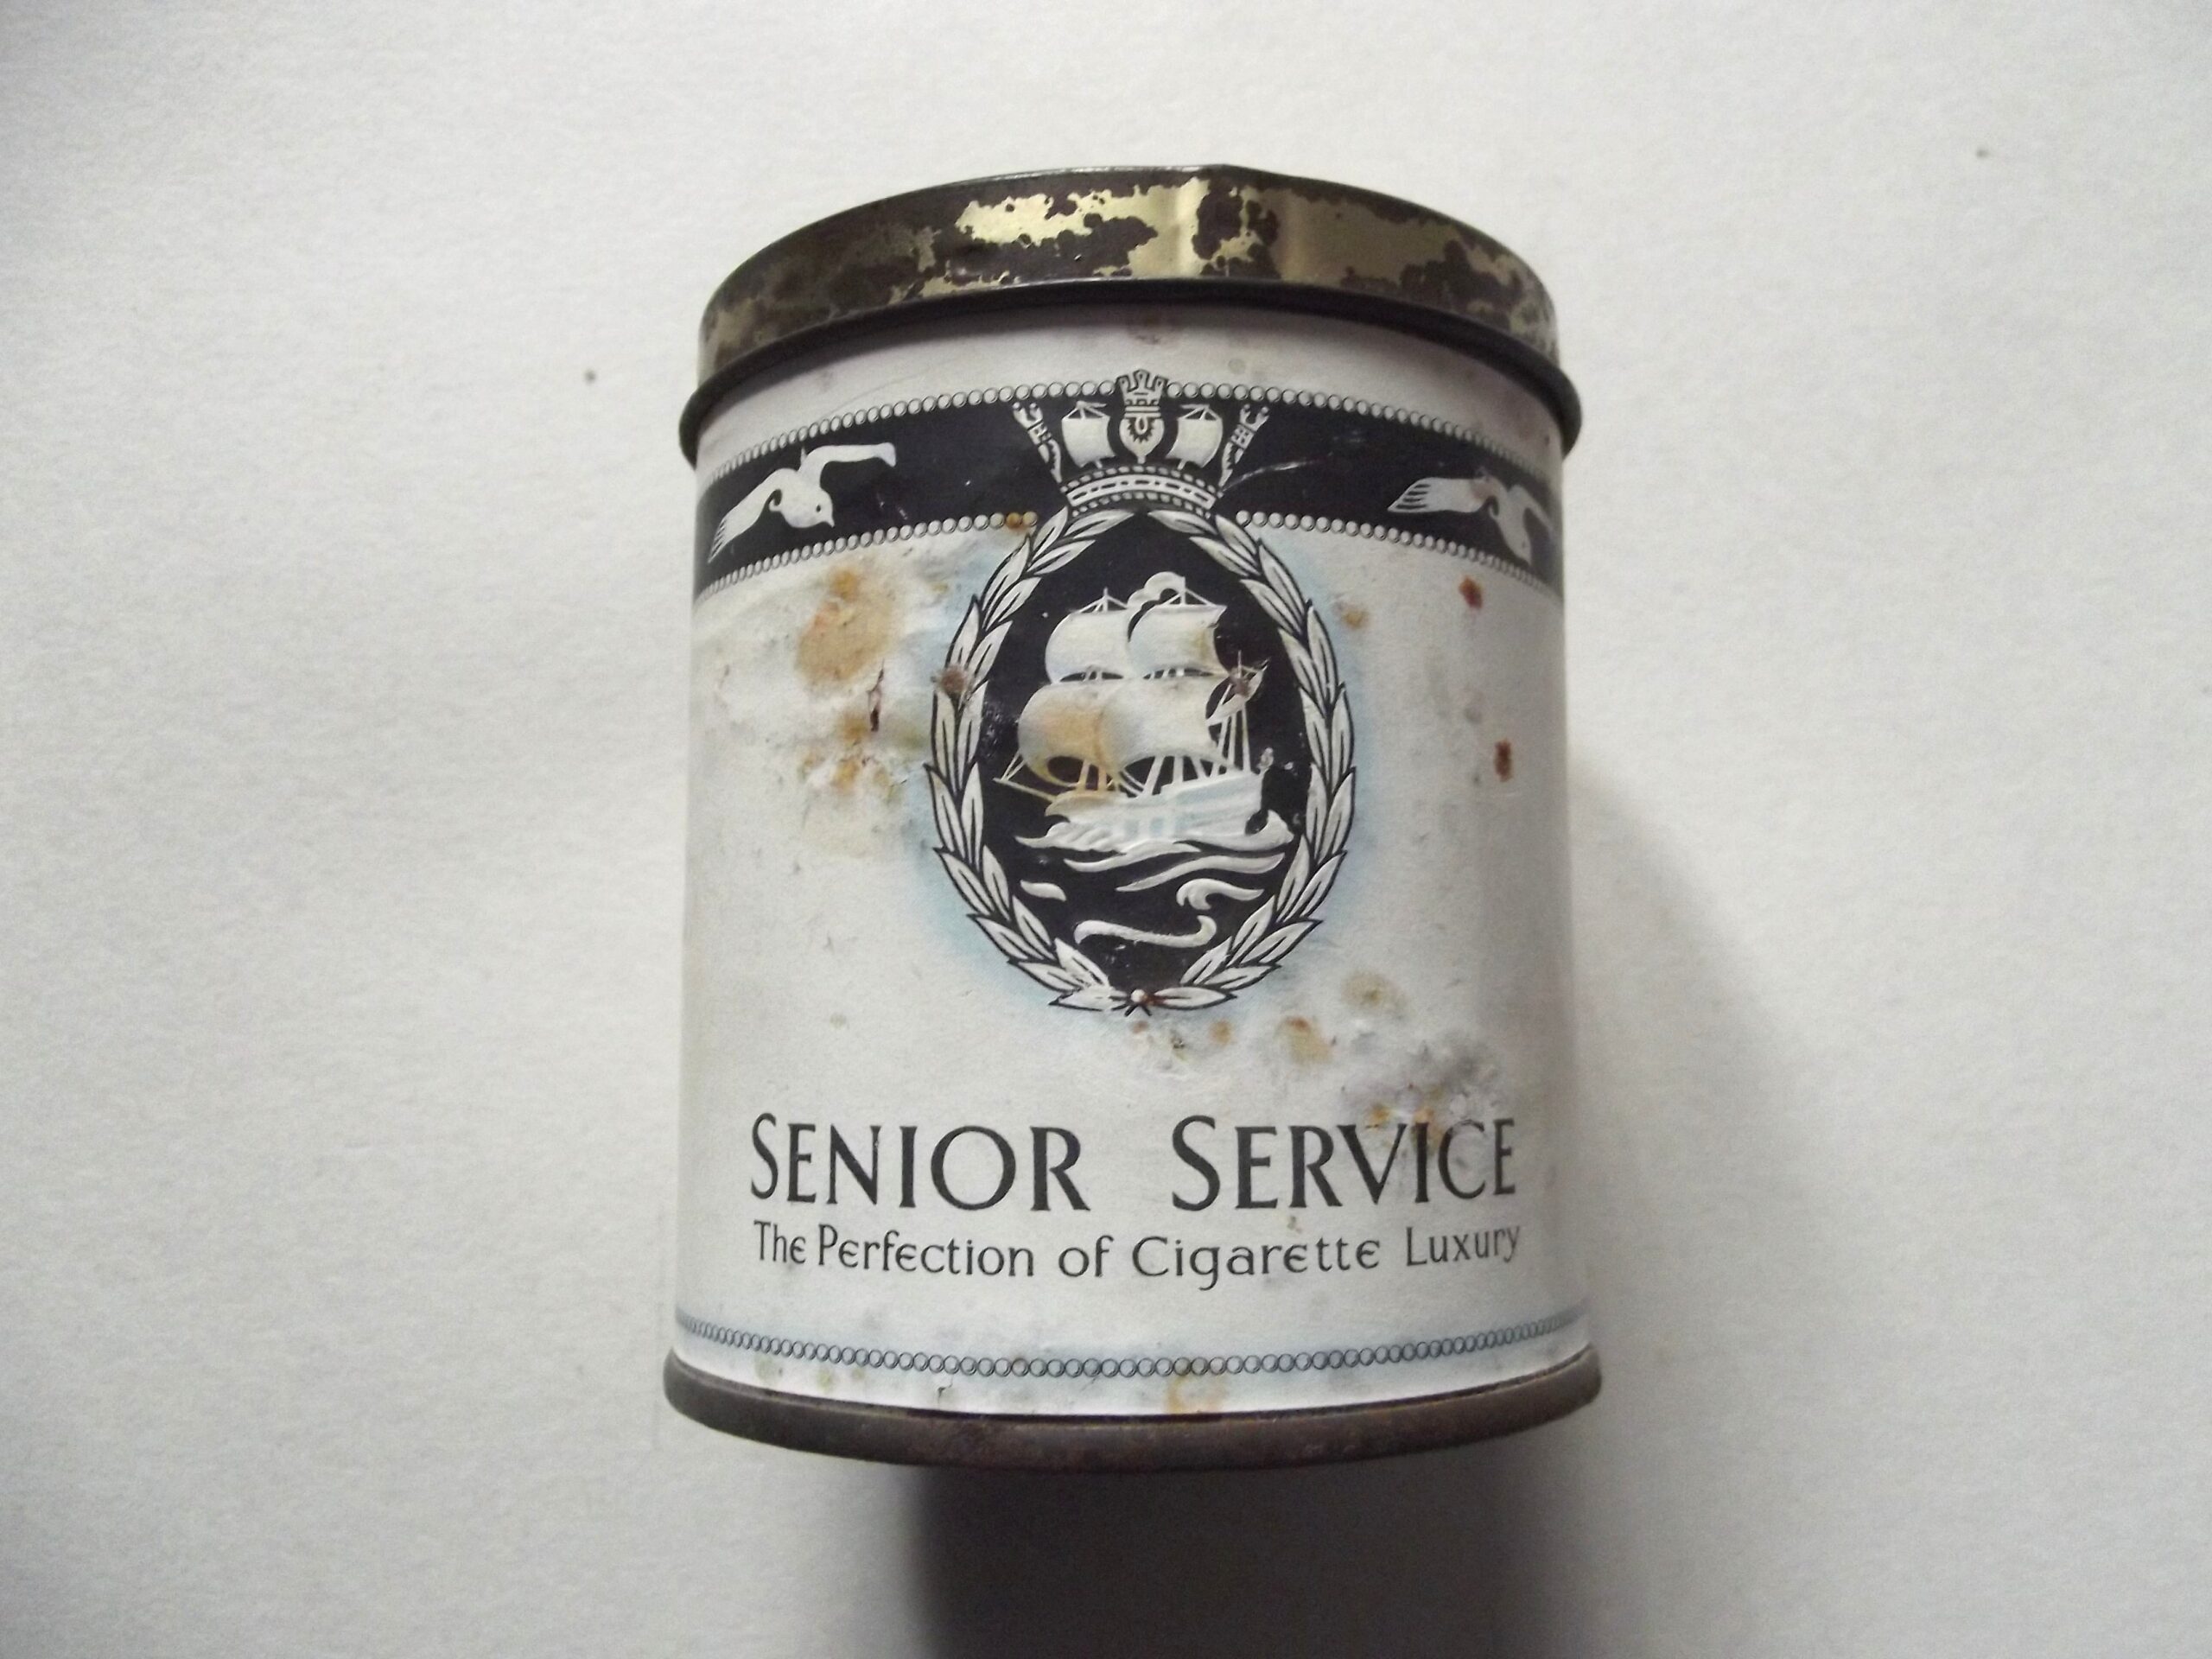 SENIOR SERVICE
The Perfection of Cigarette Luxury